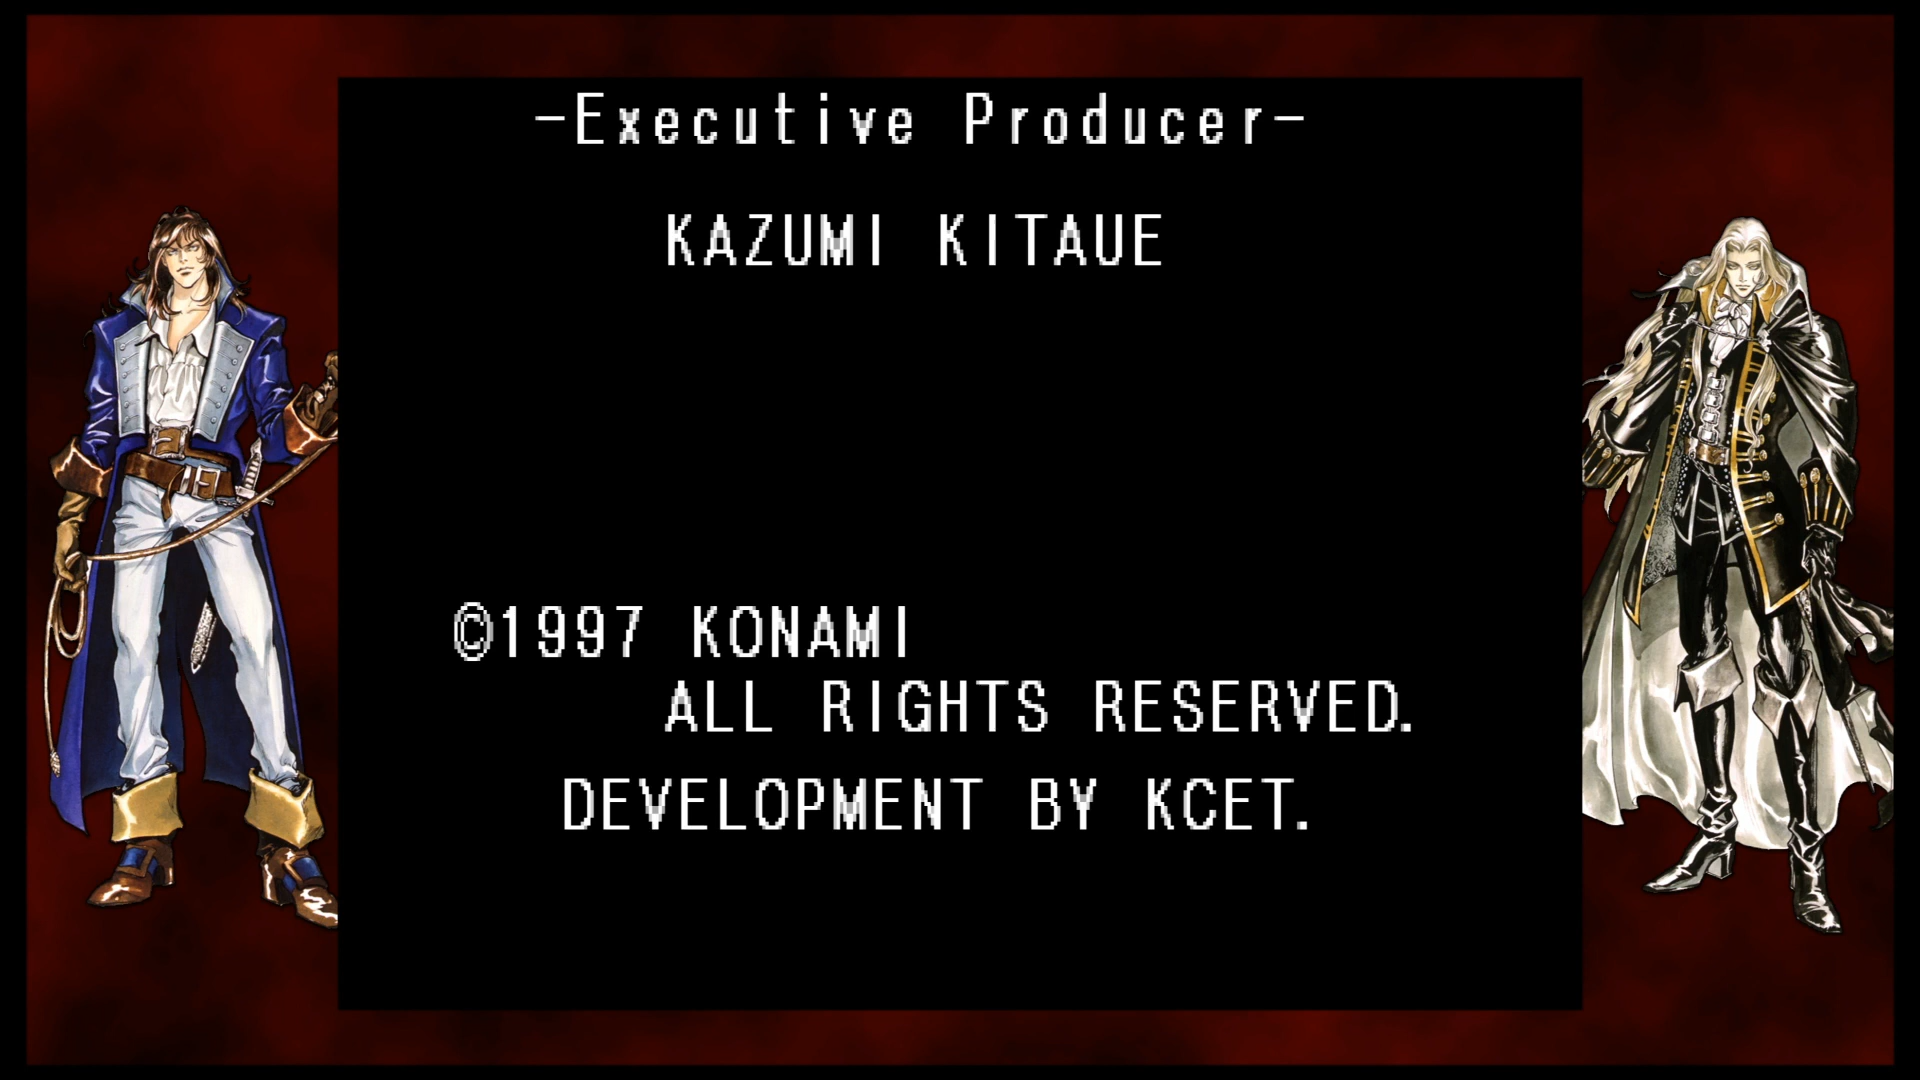 -Executive Producer-
KAZUMI KITAUE
©1997 KONAMI
ALL RIGHTS RESERVED.
DEVELOPMENT BY KCET.